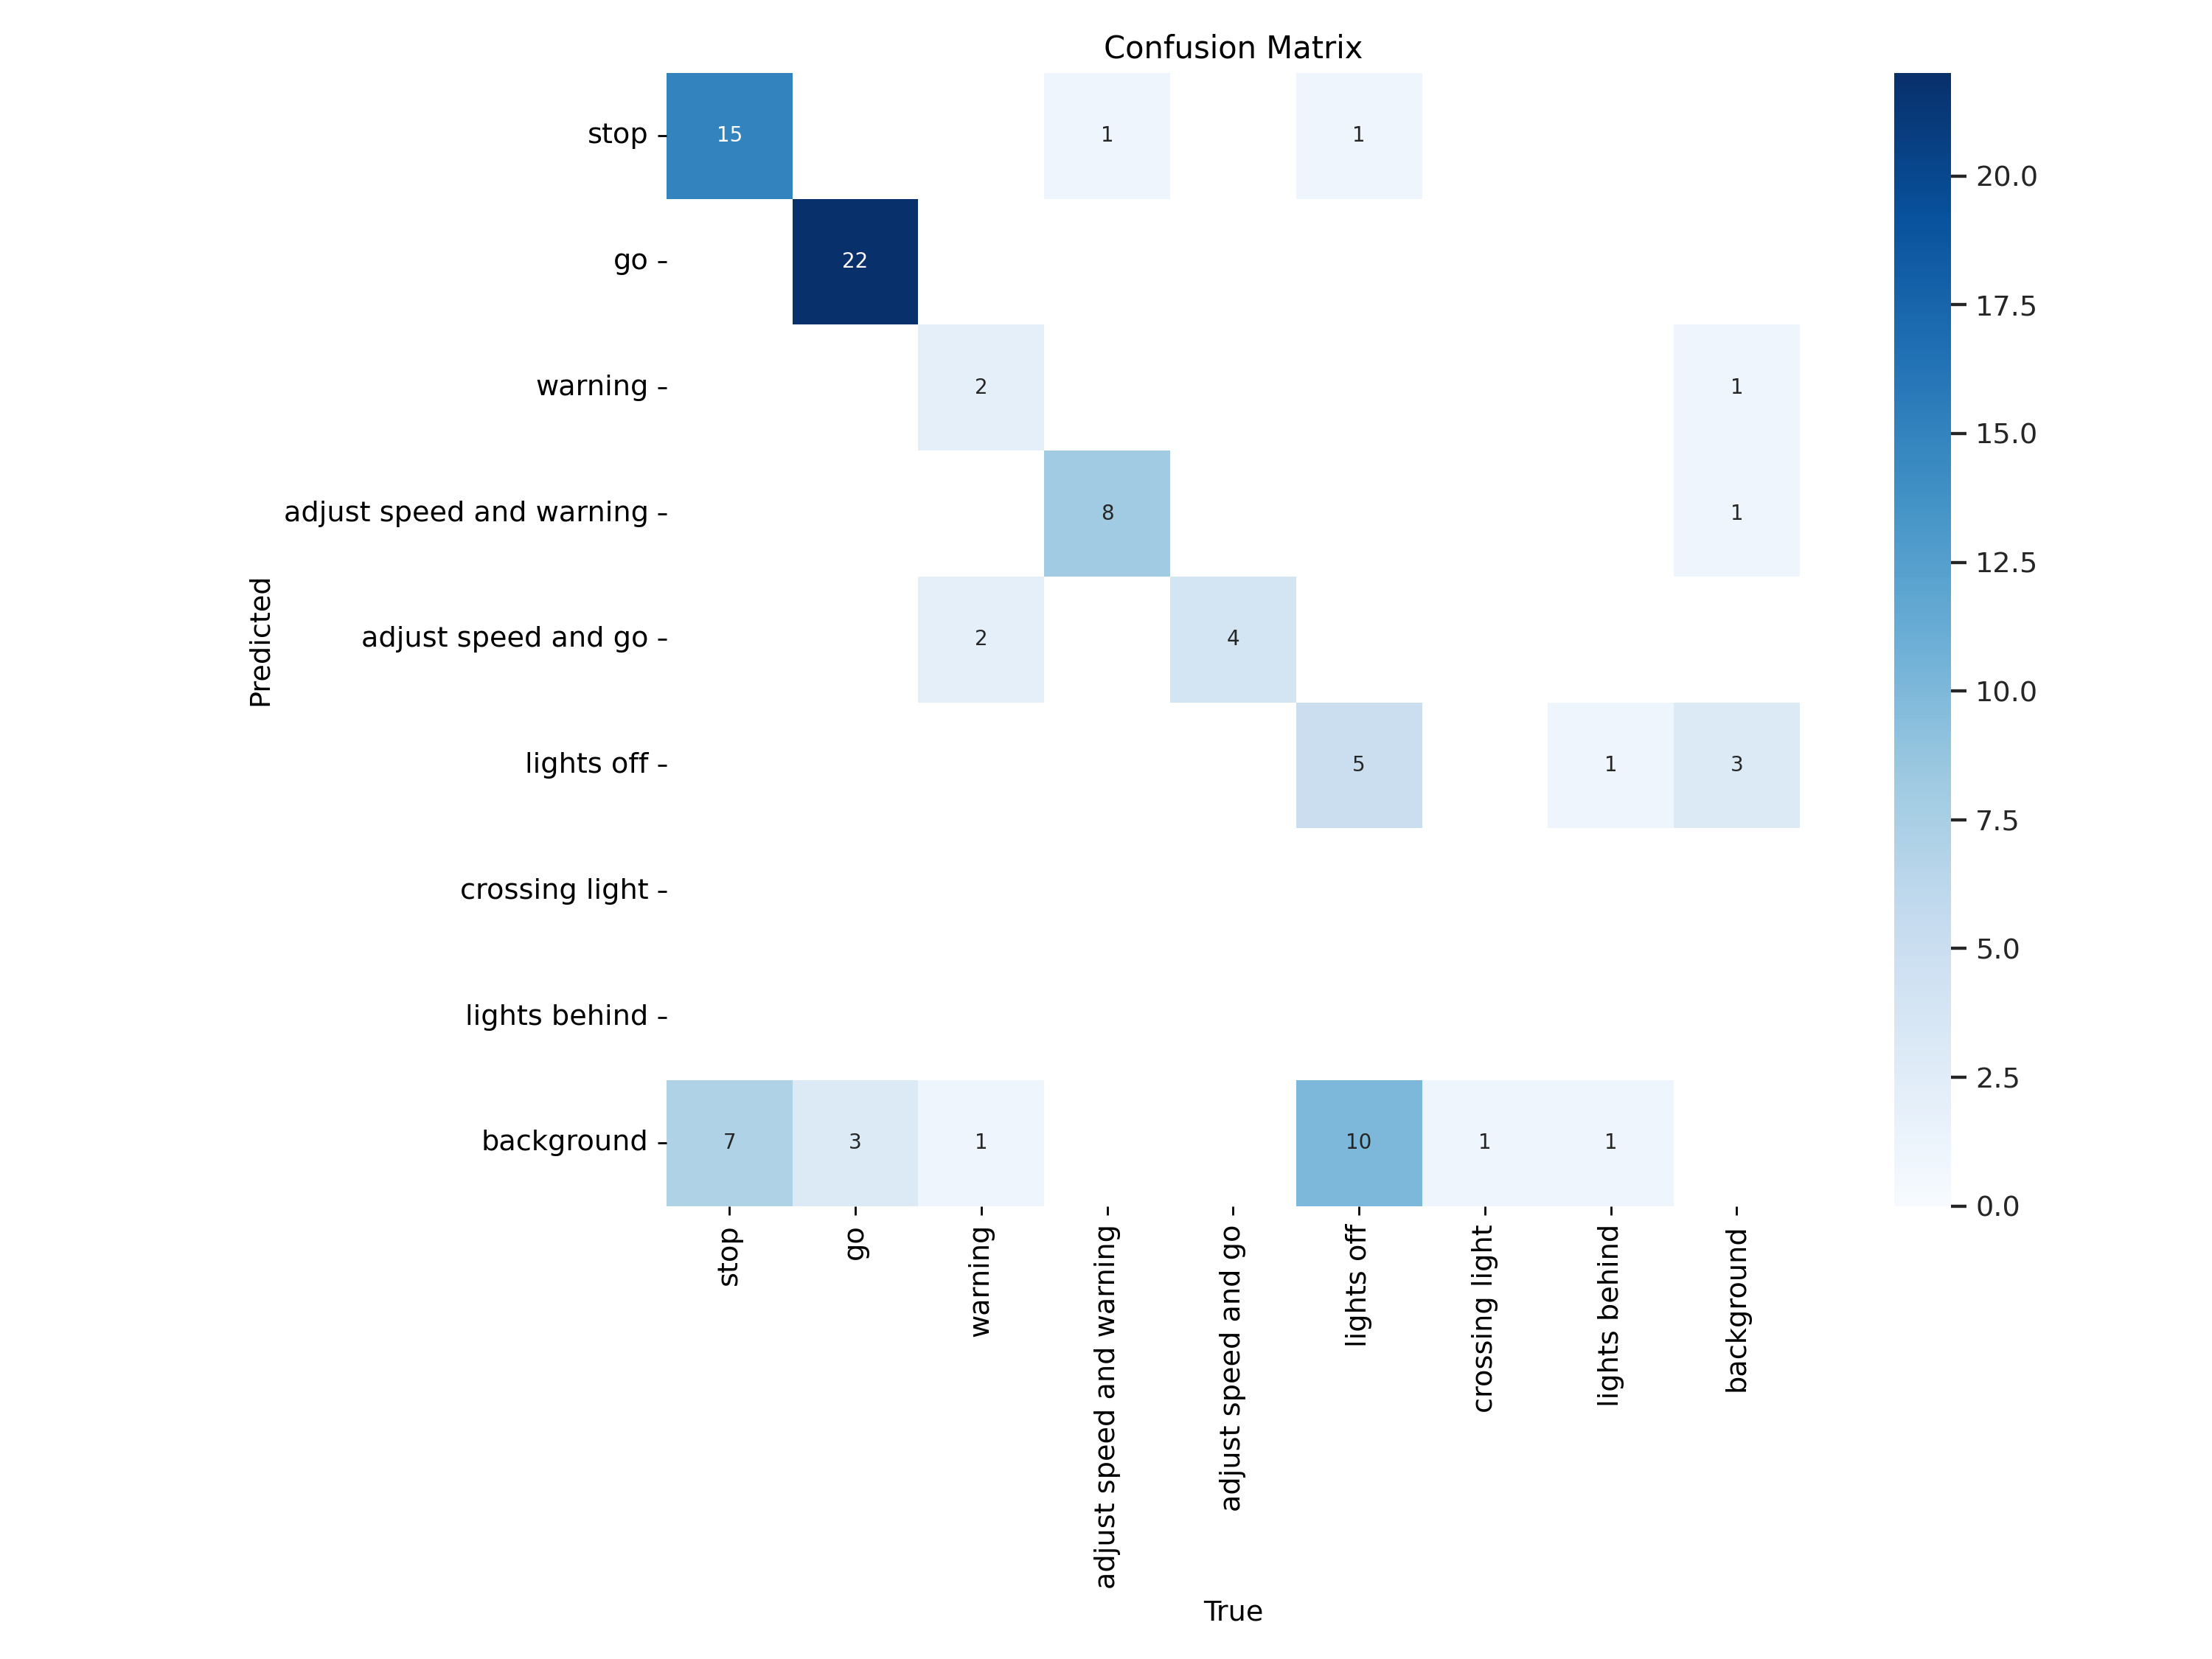 Confusion Matrix
stop 15 1 1
go 22
warning 2 1
adjust speed and warning 8 1
adjust speed and go 2 4
lights off 5 1 3
crossing light
lights behind
background 7 3 1 10 1 1
Predicted
stop
go
warning
adjust speed and warning
adjust speed and go
lights off
crossing light
lights behind
background
True
20.0
17.5
15.0
12.5
10.0
7.5
5.0
2.5
0.0